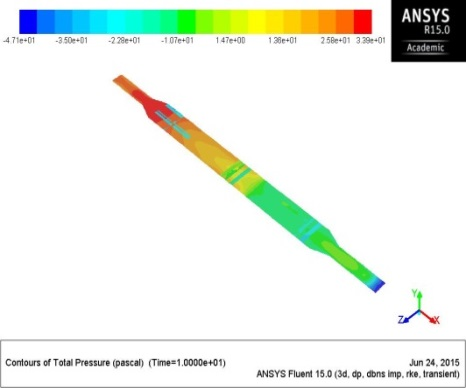 ANSYS
R15.0
Academic
-4.71e+01 -3.50e+01 -2.28e+01 -1.07e+01 1.47e+00 1.36e+01 2.58e+01 3.39e+01
Y
Z X
Contours of Total Pressure (pascal) (Time=1.0000e+01) Jun 24, 2015
ANSYS Fluent 15.0 (3d, dp, dbns imp, rke, transient)